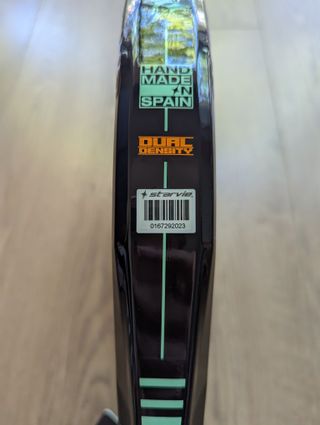 HAND
MADE
IN
SPAIN
DUAL
DENSITY
starvie
0167292023